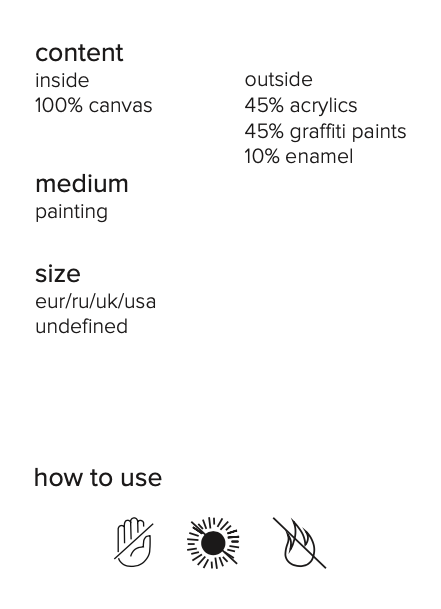 content
inside
100% canvas
outside
45% acrylics
45% graffiti paints
10% enamel
medium
painting
size
eur/ru/uk/usa
undefined
how to use